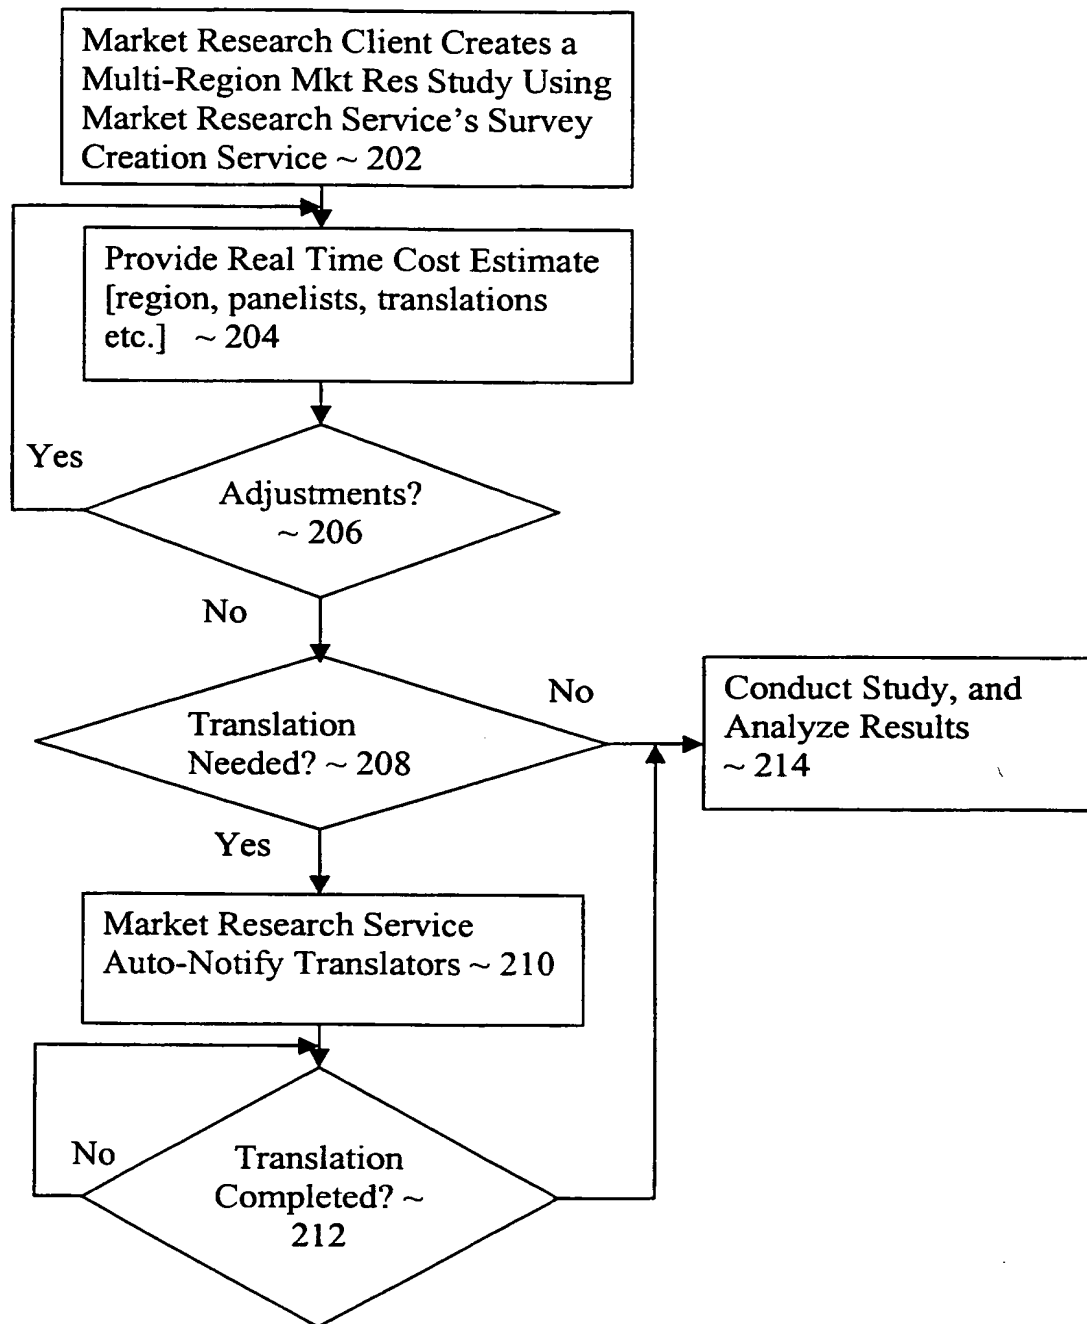 Market Research Client Creates a
Multi-Region Mkt Res Study Using
Market Research Service's Survey
Creation Service ~ 202
Provide Real Time Cost Estimate
[region, panelists, translations
etc.] ~ 204
Yes
Adjustments?
~ 206
No
No
Translation
Needed? ~ 208
Conduct Study, and
Analyze Results
~ 214
Yes
Market Research Service
Auto-Notify Translators ~ 210
No
Translation
Completed? ~
212